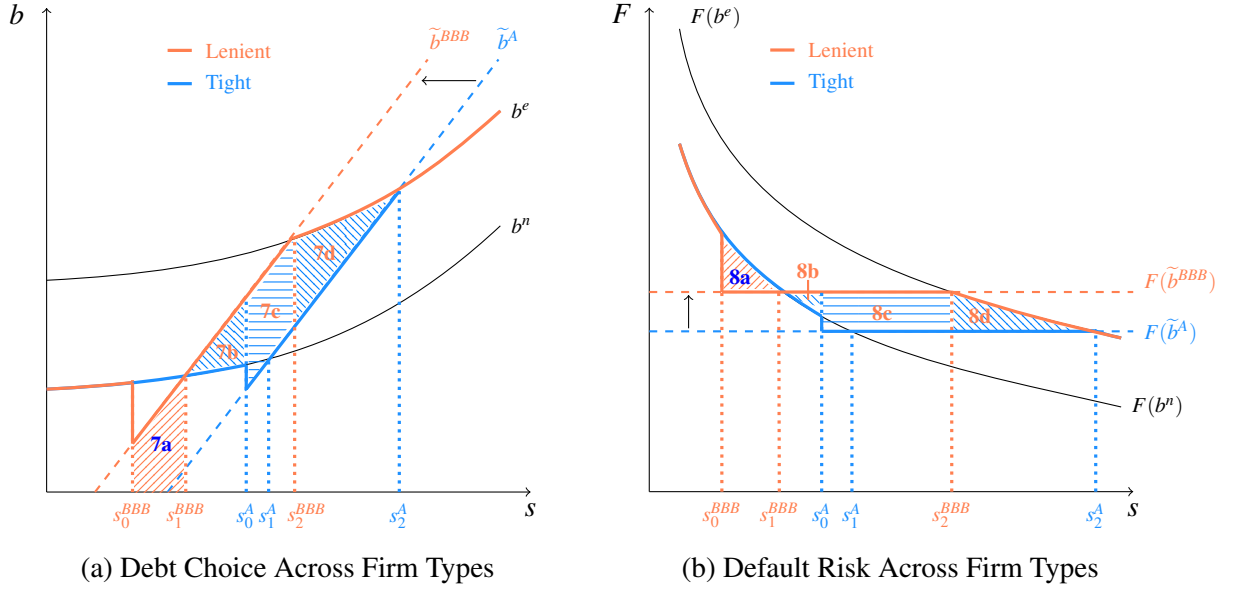 b
Lenient
Tight
b̃^BBB
b̃^A
b^e
b^n
7a
7b
7c
7d
s_0^BBB
s_1^BBB
s_0^A
s_1^A
s_2^BBB
s_2^A
s
(a) Debt Choice Across Firm Types
F
F(b^e)
Lenient
Tight
8a
8b
8c
8d
F(b̃^BBB)
F(b̃^A)
F(b^n)
s_0^BBB
s_1^BBB
s_0^A
s_1^A
s_2^BBB
s_2^A
s
(b) Default Risk Across Firm Types